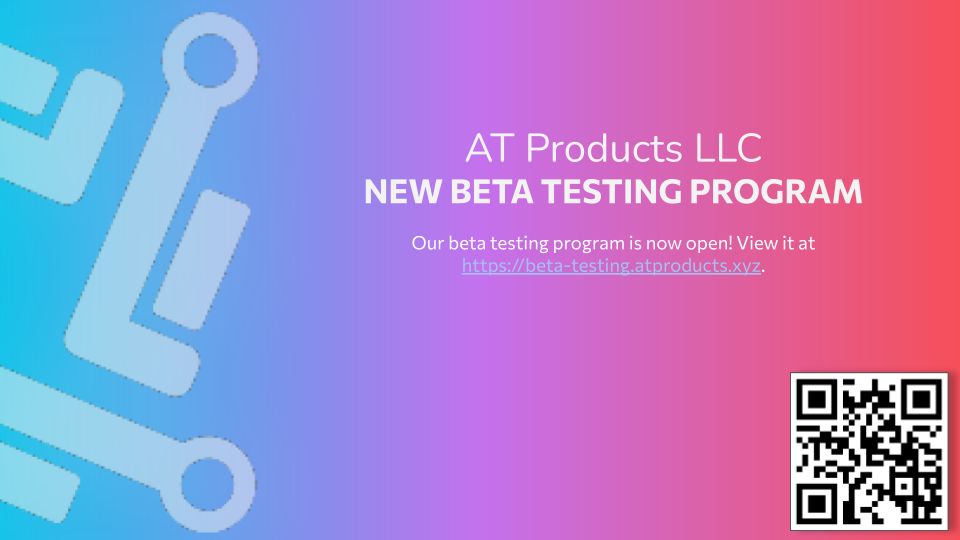 AT Products LLC
NEW BETA TESTING PROGRAM
Our beta testing program is now open! View it at
https://beta-testing.atproducts.xyz.